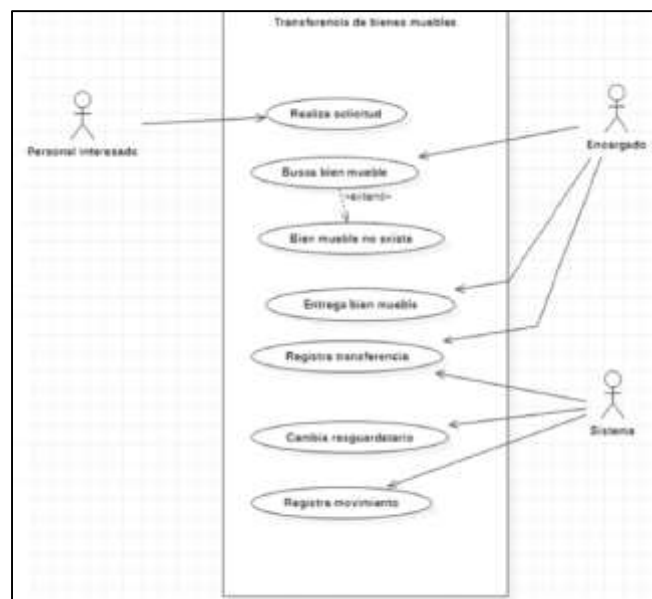 Transferencia de bienes muebles
Realiza solicitud
Personal interesado
Encargado
Busca bien mueble
<extend>
Bien mueble no existe
Entrega bien mueble
Registra transferencia
Sistema
Cambia resguardatario
Registra movimiento